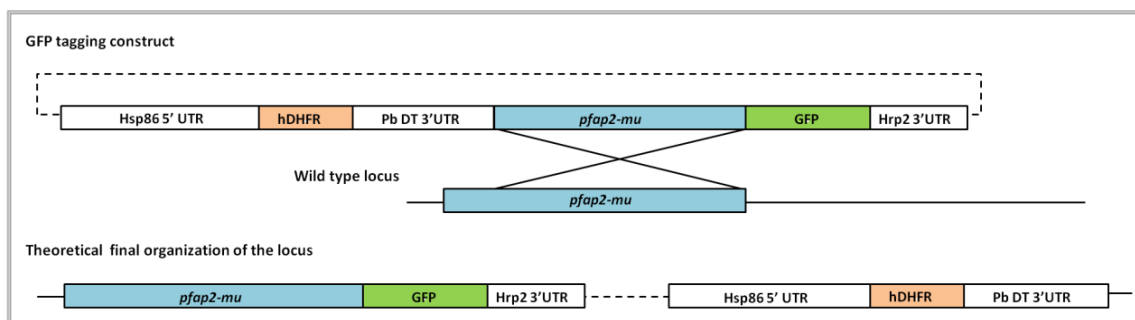 GFP tagging construct
Hsp86 5’ UTR hDHFR Pb DT 3’UTR pfap2-mu GFP Hrp2 3’UTR
Wild type locus
pfap2-mu
Theoretical final organization of the locus
pfap2-mu GFP Hrp2 3’UTR Hsp86 5’ UTR hDHFR Pb DT 3’UTR